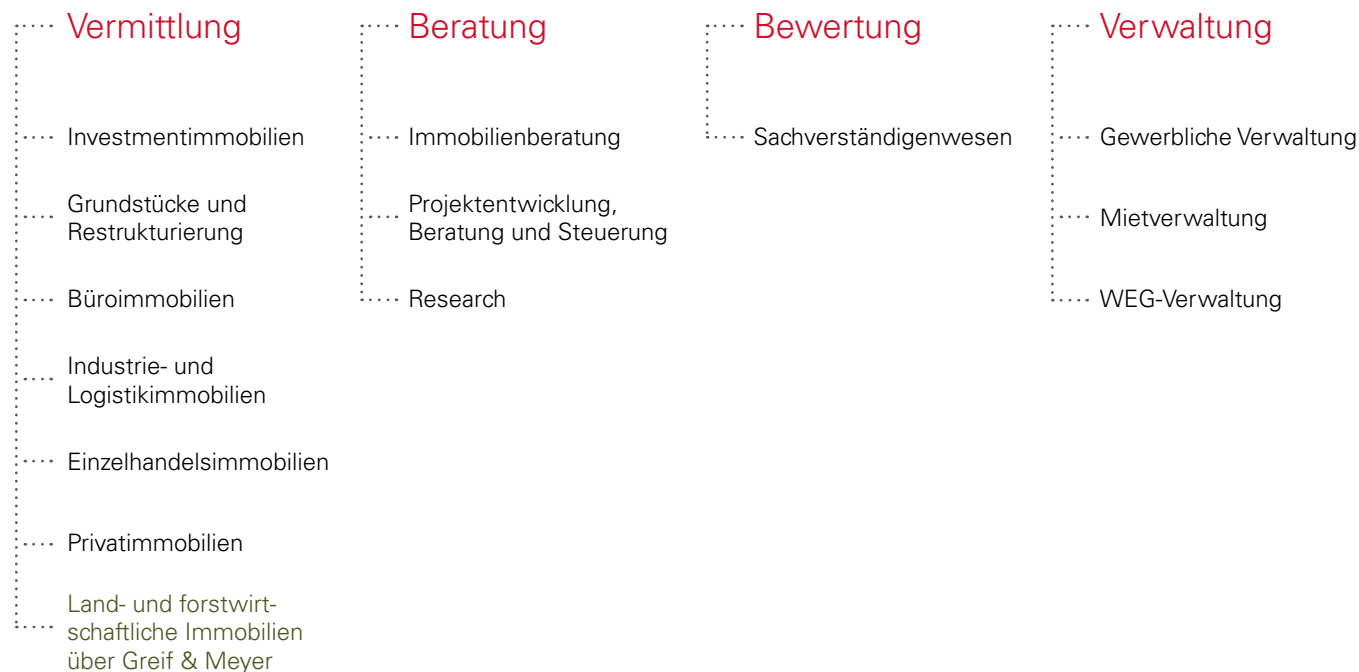 Vermittlung
Investmentimmobilien
Grundstücke und
Restrukturierung
Büroimmobilien
Industrie- und
Logistikimmobilien
Einzelhandelsimmobilien
Privatimmobilien
Land- und forstwirt-
schaftliche Immobilien
über Greif & Meyer
Beratung
Immobilienberatung
Projektentwicklung,
Beratung und Steuerung
Research
Bewertung
Sachverständigenwesen
Verwaltung
Gewerbliche Verwaltung
Mietverwaltung
WEG-Verwaltung